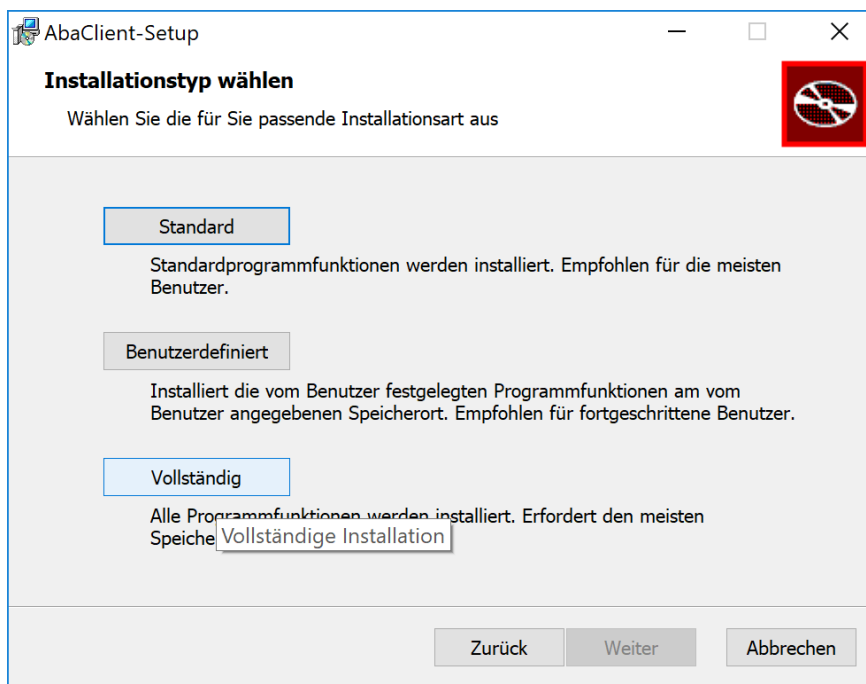 AbaClient-Setup
Installationstyp wählen
Wählen Sie die für Sie passende Installationsart aus
Standard
Standardprogrammfunktionen werden installiert. Empfohlen für die meisten
Benutzer.
Benutzerdefiniert
Installiert die vom Benutzer festgelegten Programmfunktionen am vom
Benutzer angegebenen Speicherort. Empfohlen für fortgeschrittene Benutzer.
Vollständig
Alle Programmfunktionen werden installiert. Erfordert den meisten
Speiche
Vollständige Installation
Zurück Weiter Abbrechen